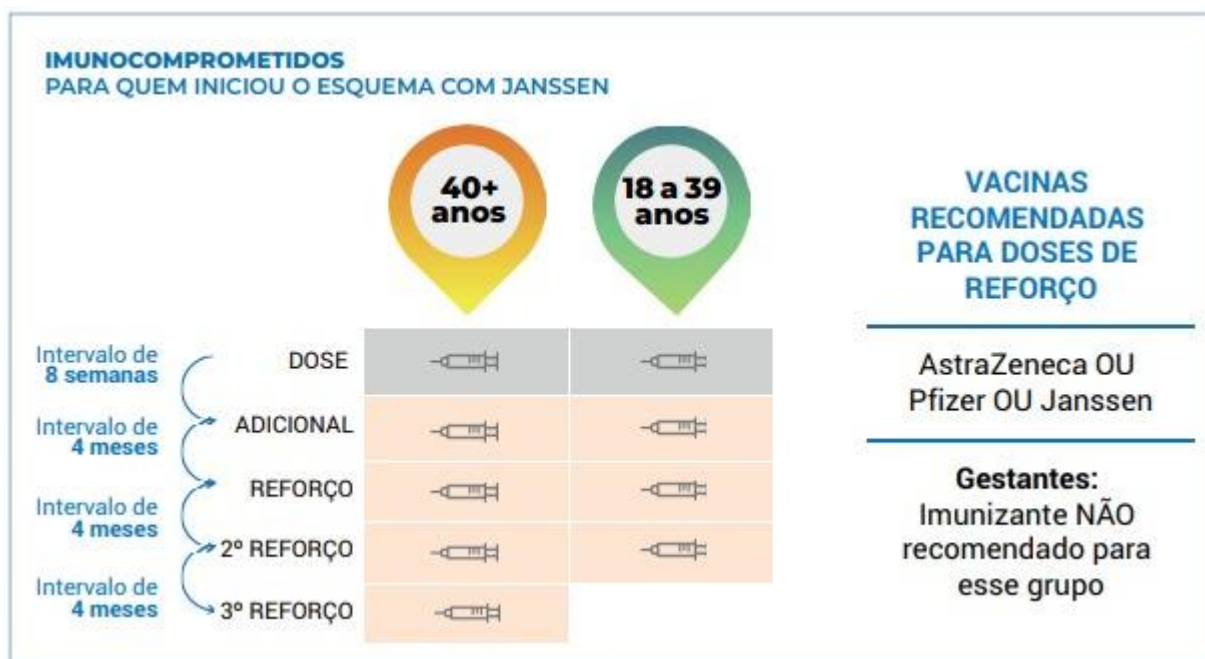 IMUNOCOMPROMETIDOS
PARA QUEM INICIOU O ESQUEMA COM JANSSEN
40+
anos
18 a 39
anos
Intervalo de
8 semanas
DOSE
Intervalo de
4 meses
ADICIONAL
REFORÇO
Intervalo de
4 meses
2º REFORÇO
Intervalo de
4 meses
3º REFORÇO
VACINAS
RECOMENDADAS
PARA DOSES DE
REFORÇO
AstraZeneca OU
Pfizer OU Janssen
Gestantes:
Imunizante NÃO
recomendado para
esse grupo